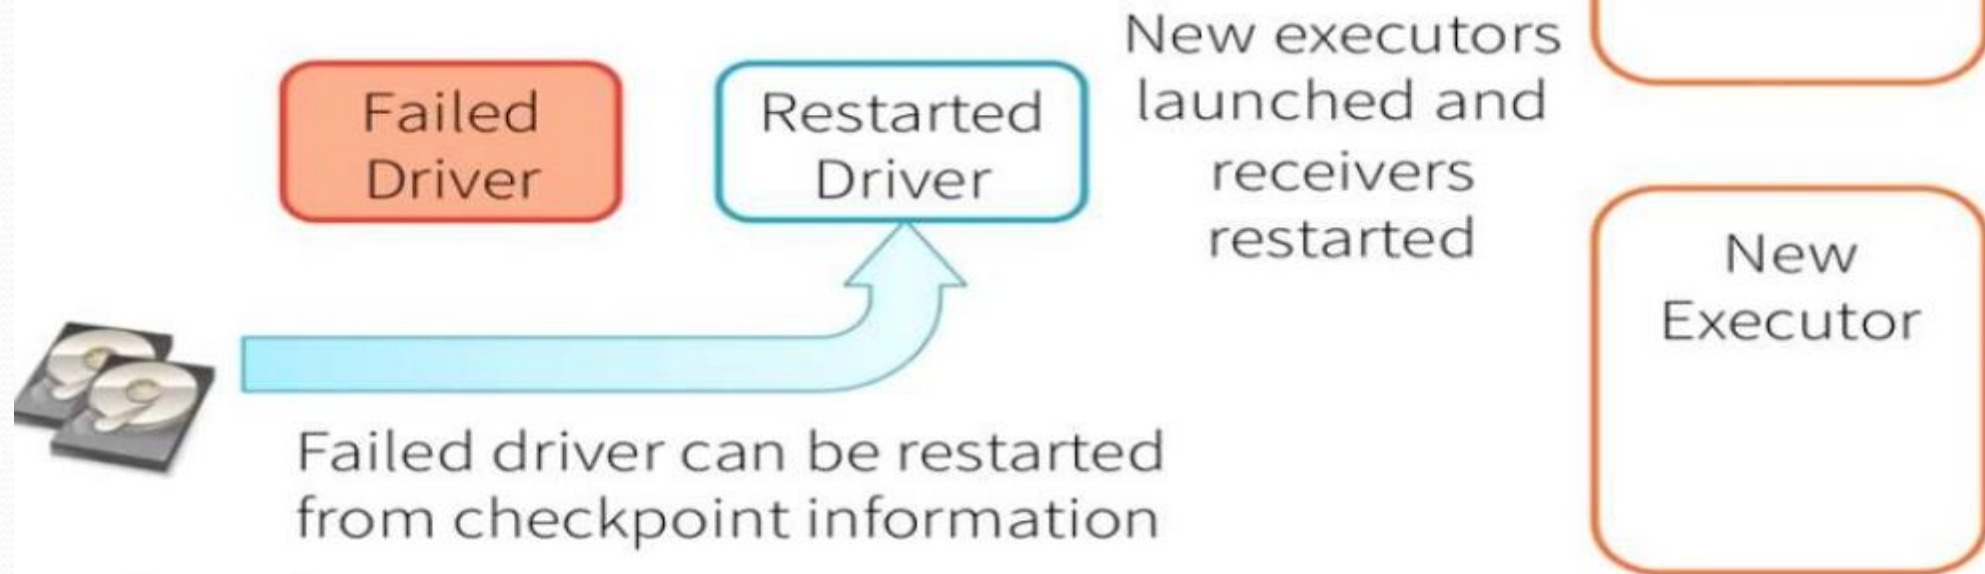 Failed
Driver
Restarted
Driver
New executors
launched and
receivers
restarted
New
Executor
Failed driver can be restarted
from checkpoint information